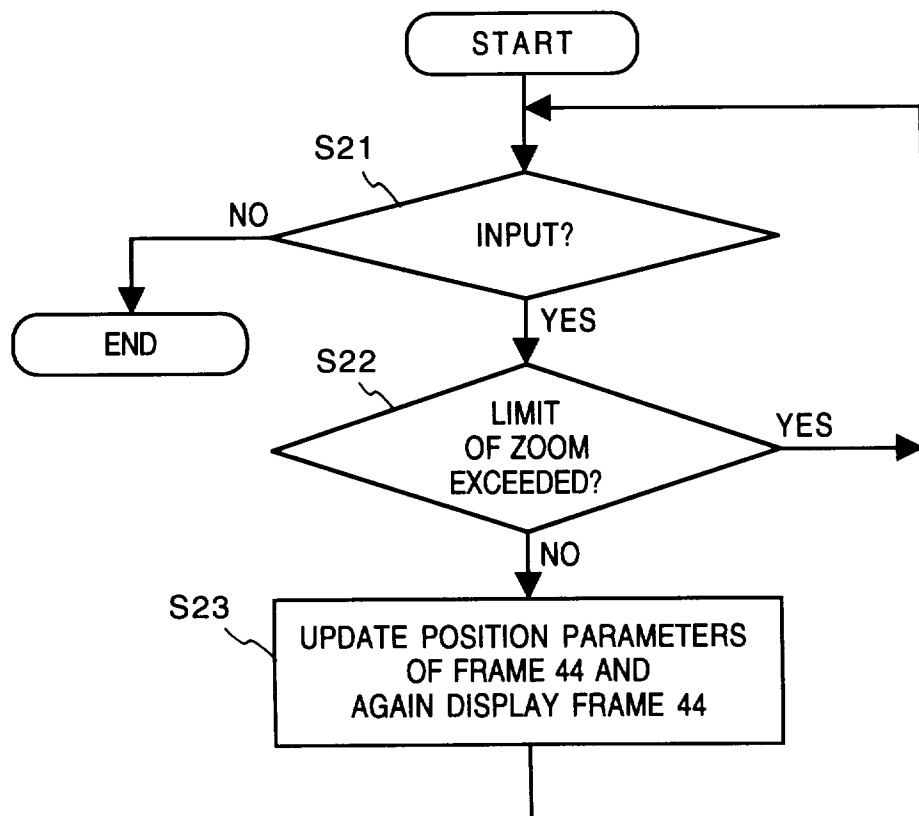 START
S21
NO
INPUT?
YES
END
S22
LIMIT
OF ZOOM
EXCEEDED?
YES
NO
S23
UPDATE POSITION PARAMETERS
OF FRAME 44 AND
AGAIN DISPLAY FRAME 44